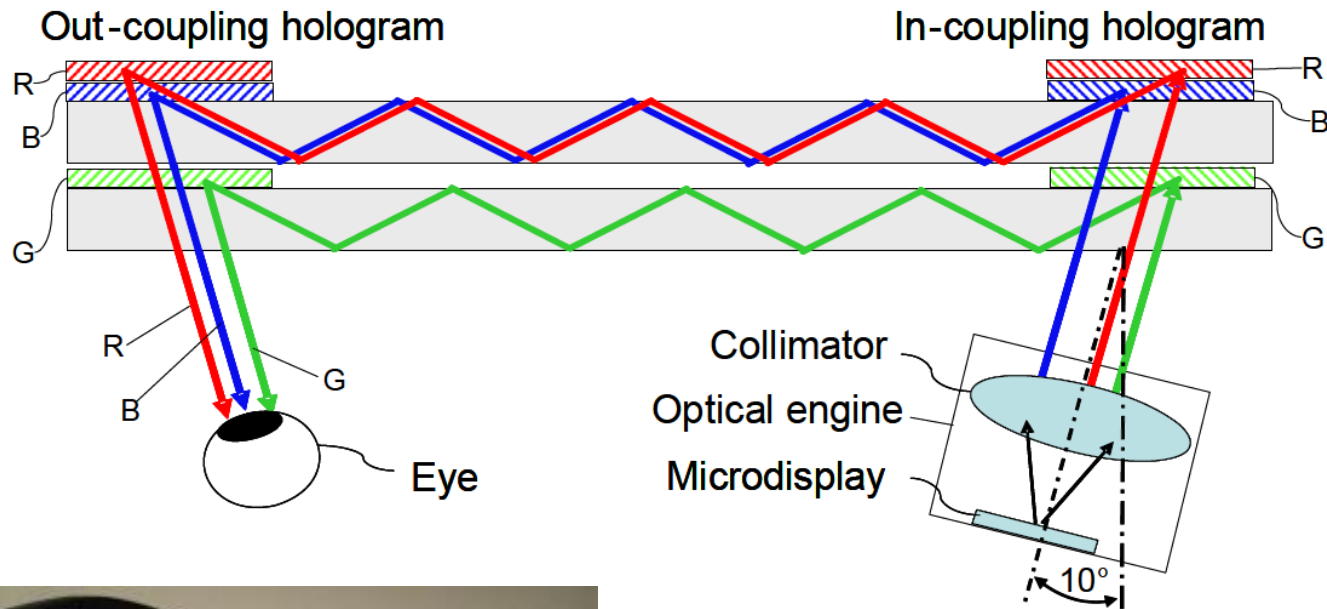 Out-coupling hologram
In-coupling hologram
R
R
B
B
G
G
R
B
G
Eye
Collimator
Optical engine
Microdisplay
10°